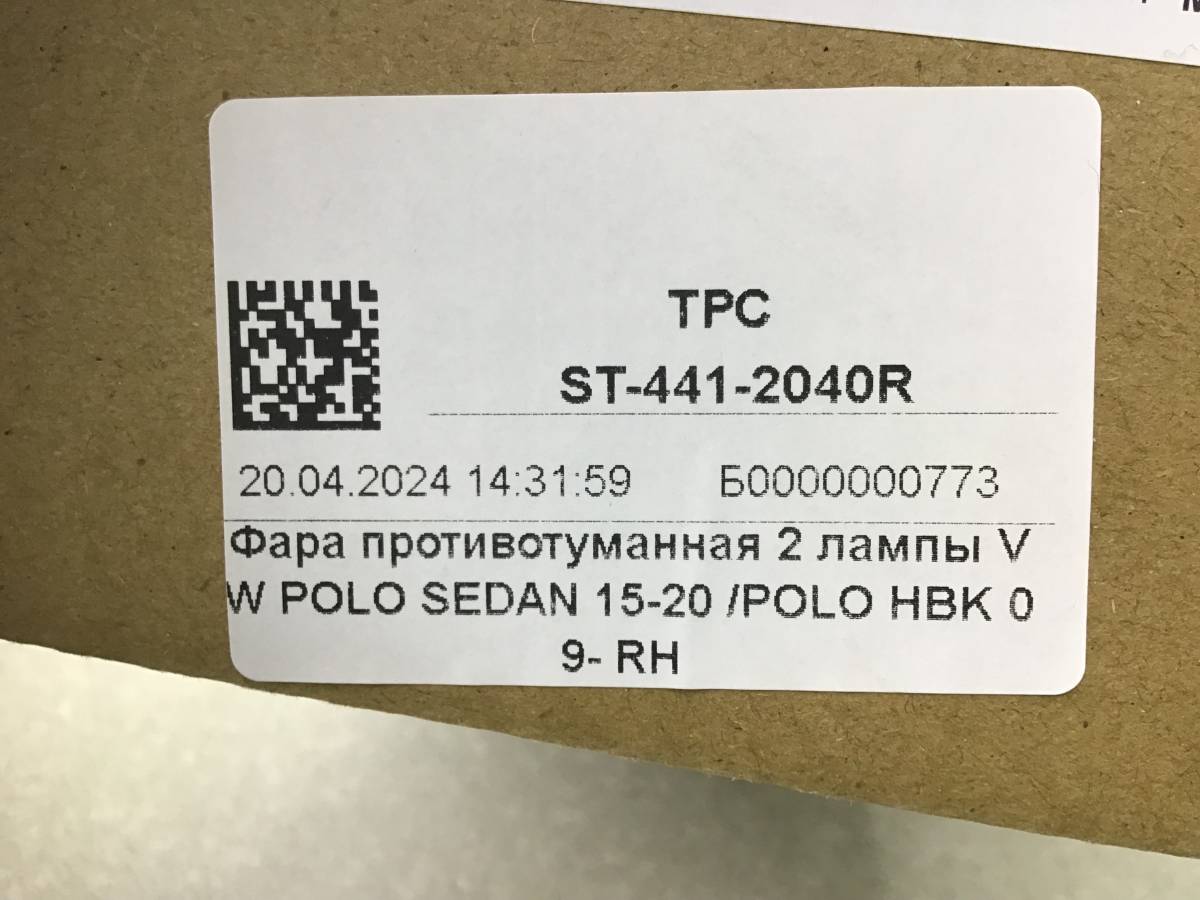 TPC
ST-441-2040R
20.04.2024 14:31:59 Б0000000773
Фара противотуманная 2 лампы V
W POLO SEDAN 15-20 /POLO HBK 0
9- RH